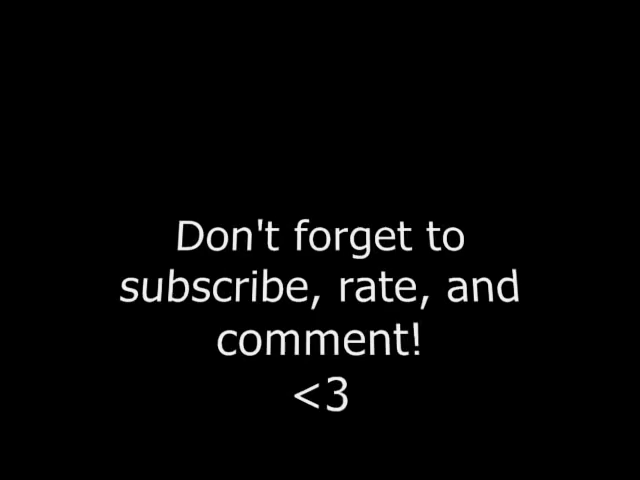 Don't forget to
subscribe, rate, and
comment!
<3